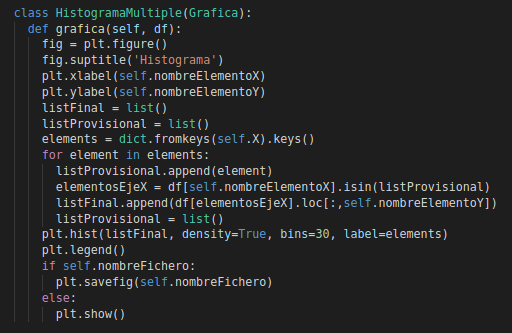 class HistogramaMultiple(Grafica):
  def grafica(self, df):
    fig = plt.figure()
    fig.suptitle('Histograma')
    plt.xlabel(self.nombreElementoX)
    plt.ylabel(self.nombreElementoY)
    listFinal = list()
    listProvisional = list()
    elements = dict.fromkeys(self.X).keys()
    for element in elements:
      listProvisional.append(element)
      elementosEjeX = df[self.nombreElementoX].isin(listProvisional)
      listFinal.append(df[elementosEjeX].loc[:,self.nombreElementoY])
      listProvisional = list()
    plt.hist(listFinal, density=True, bins=30, label=elements)
    plt.legend()
    if self.nombreFichero:
      plt.savefig(self.nombreFichero)
    else:
      plt.show()